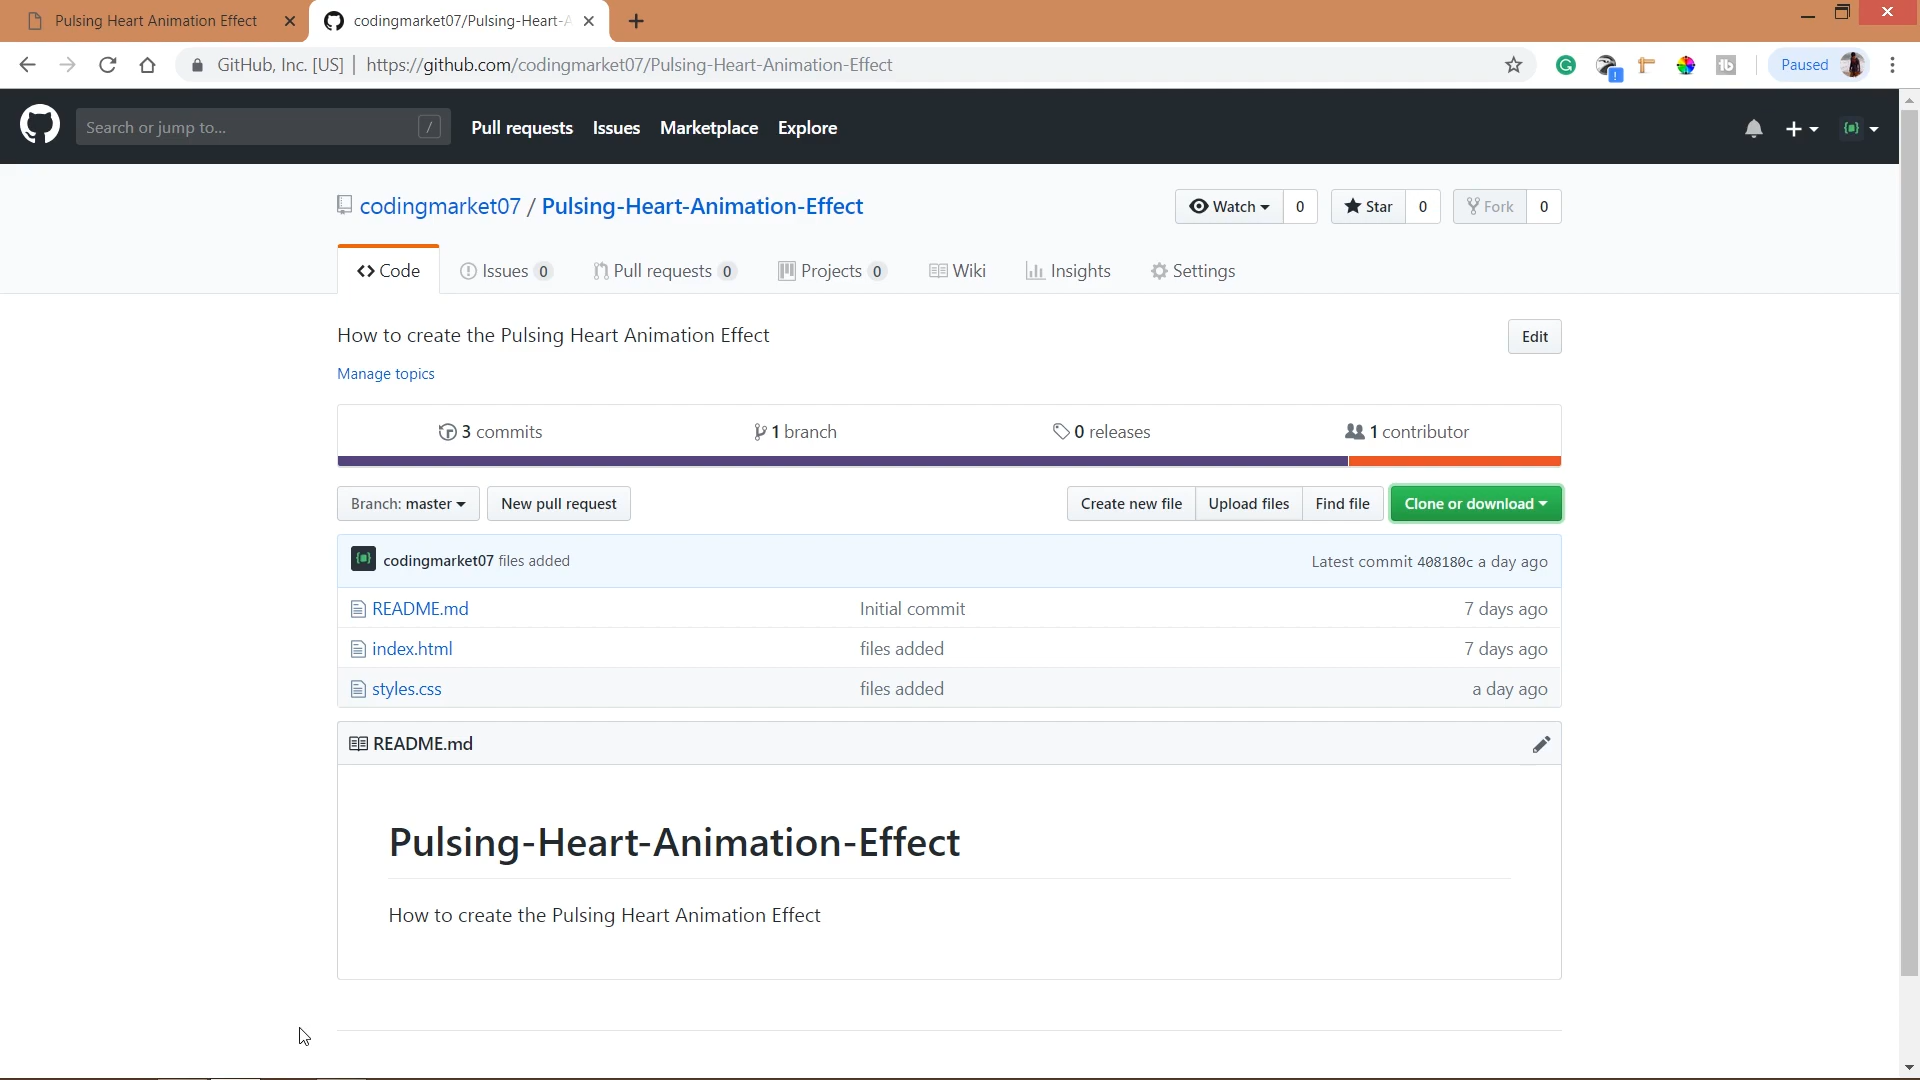 Pulsing Heart Animation Effect
codingmarket07/Pulsing-Heart-A
GitHub, Inc. [US] | https://github.com/codingmarket07/Pulsing-Heart-Animation-Effect
Paused
Search or jump to... /
Pull requests Issues Marketplace Explore
codingmarket07 / Pulsing-Heart-Animation-Effect
Watch 0 Star 0 Fork 0
Code Issues 0 Pull requests 0 Projects 0 Wiki Insights Settings
How to create the Pulsing Heart Animation Effect
Edit
Manage topics
3 commits 1 branch 0 releases 1 contributor
Branch: master New pull request Create new file Upload files Find file Clone or download
codingmarket07 files added Latest commit 408180c a day ago
README.md Initial commit 7 days ago
index.html files added 7 days ago
styles.css files added a day ago
README.md
Pulsing-Heart-Animation-Effect
How to create the Pulsing Heart Animation Effect